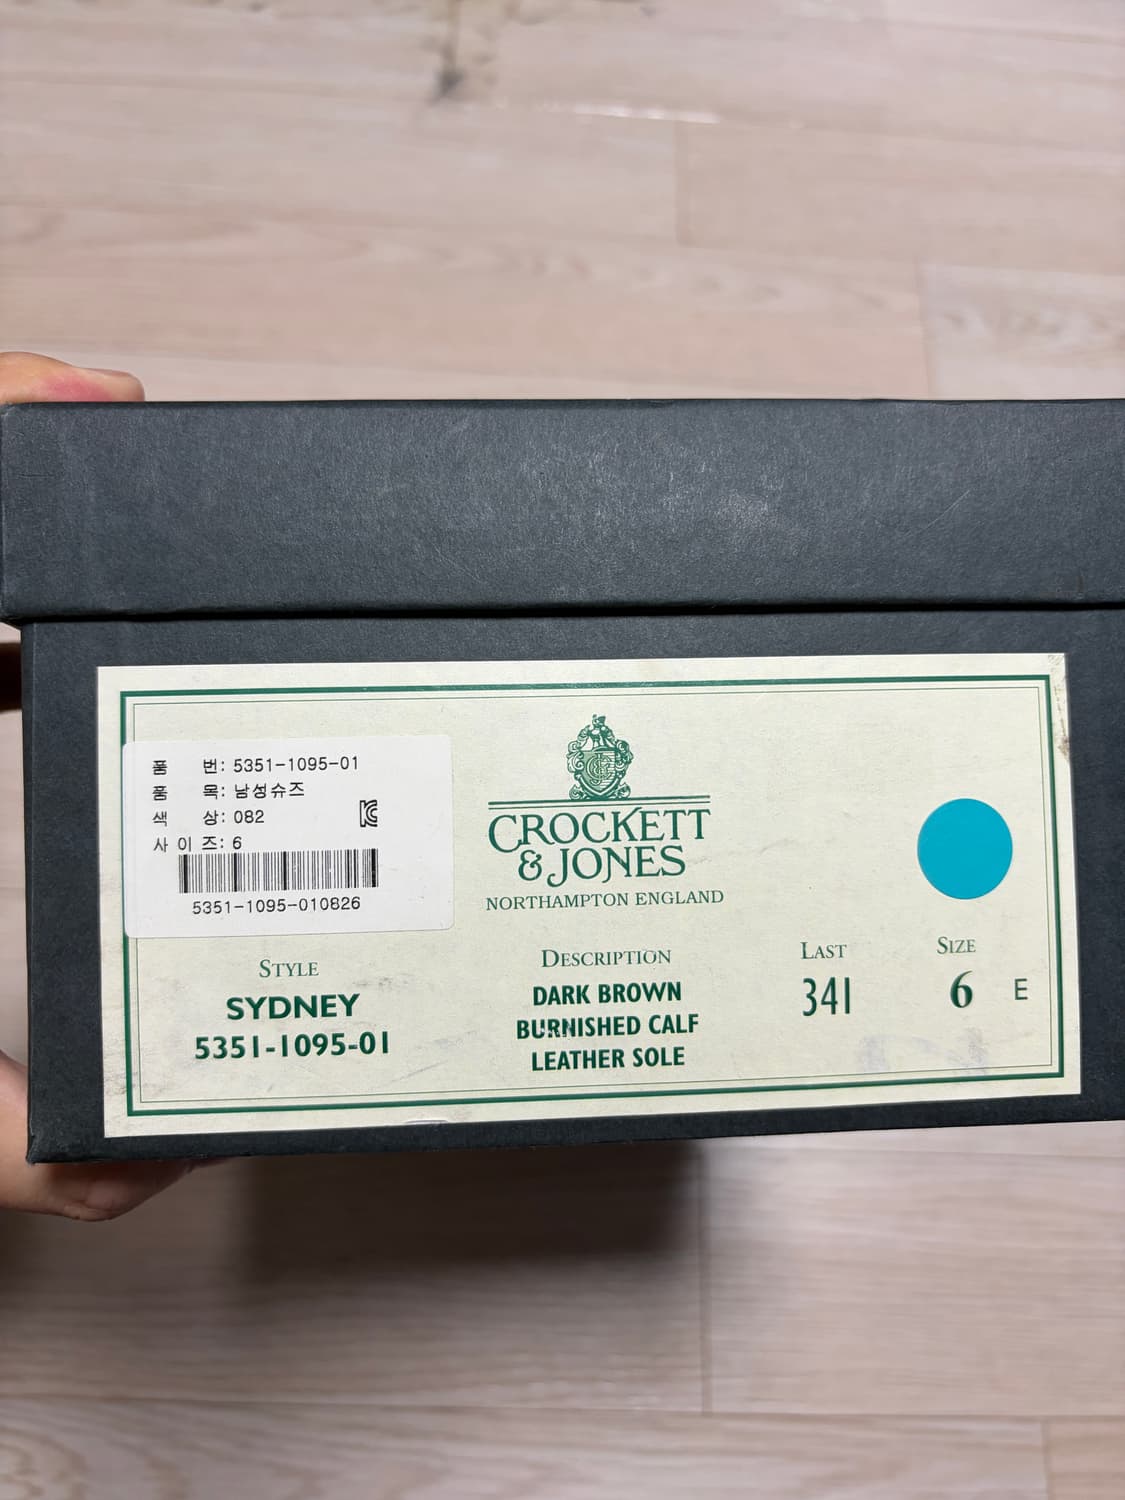 품 번: 5351-1095-01
품 목: 남성슈즈
색 상: 082
사 이 즈: 6
5351-1095-010826
CROCKETT
& JONES
NORTHAMPTON ENGLAND
STYLE
SYDNEY
5351-1095-01
DESCRIPTION
DARK BROWN
BURNISHED CALF
LEATHER SOLE
LAST
341
SIZE
6 E